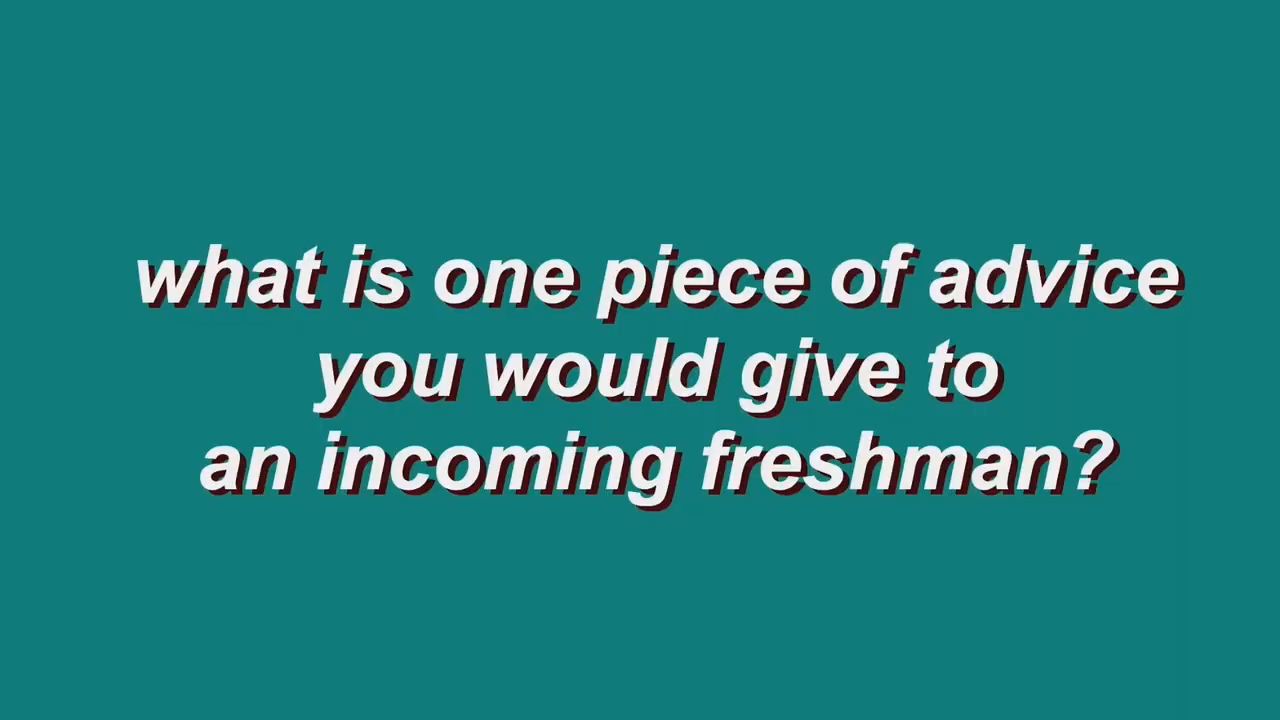 what is one piece of advice
you would give to
an incoming freshman?